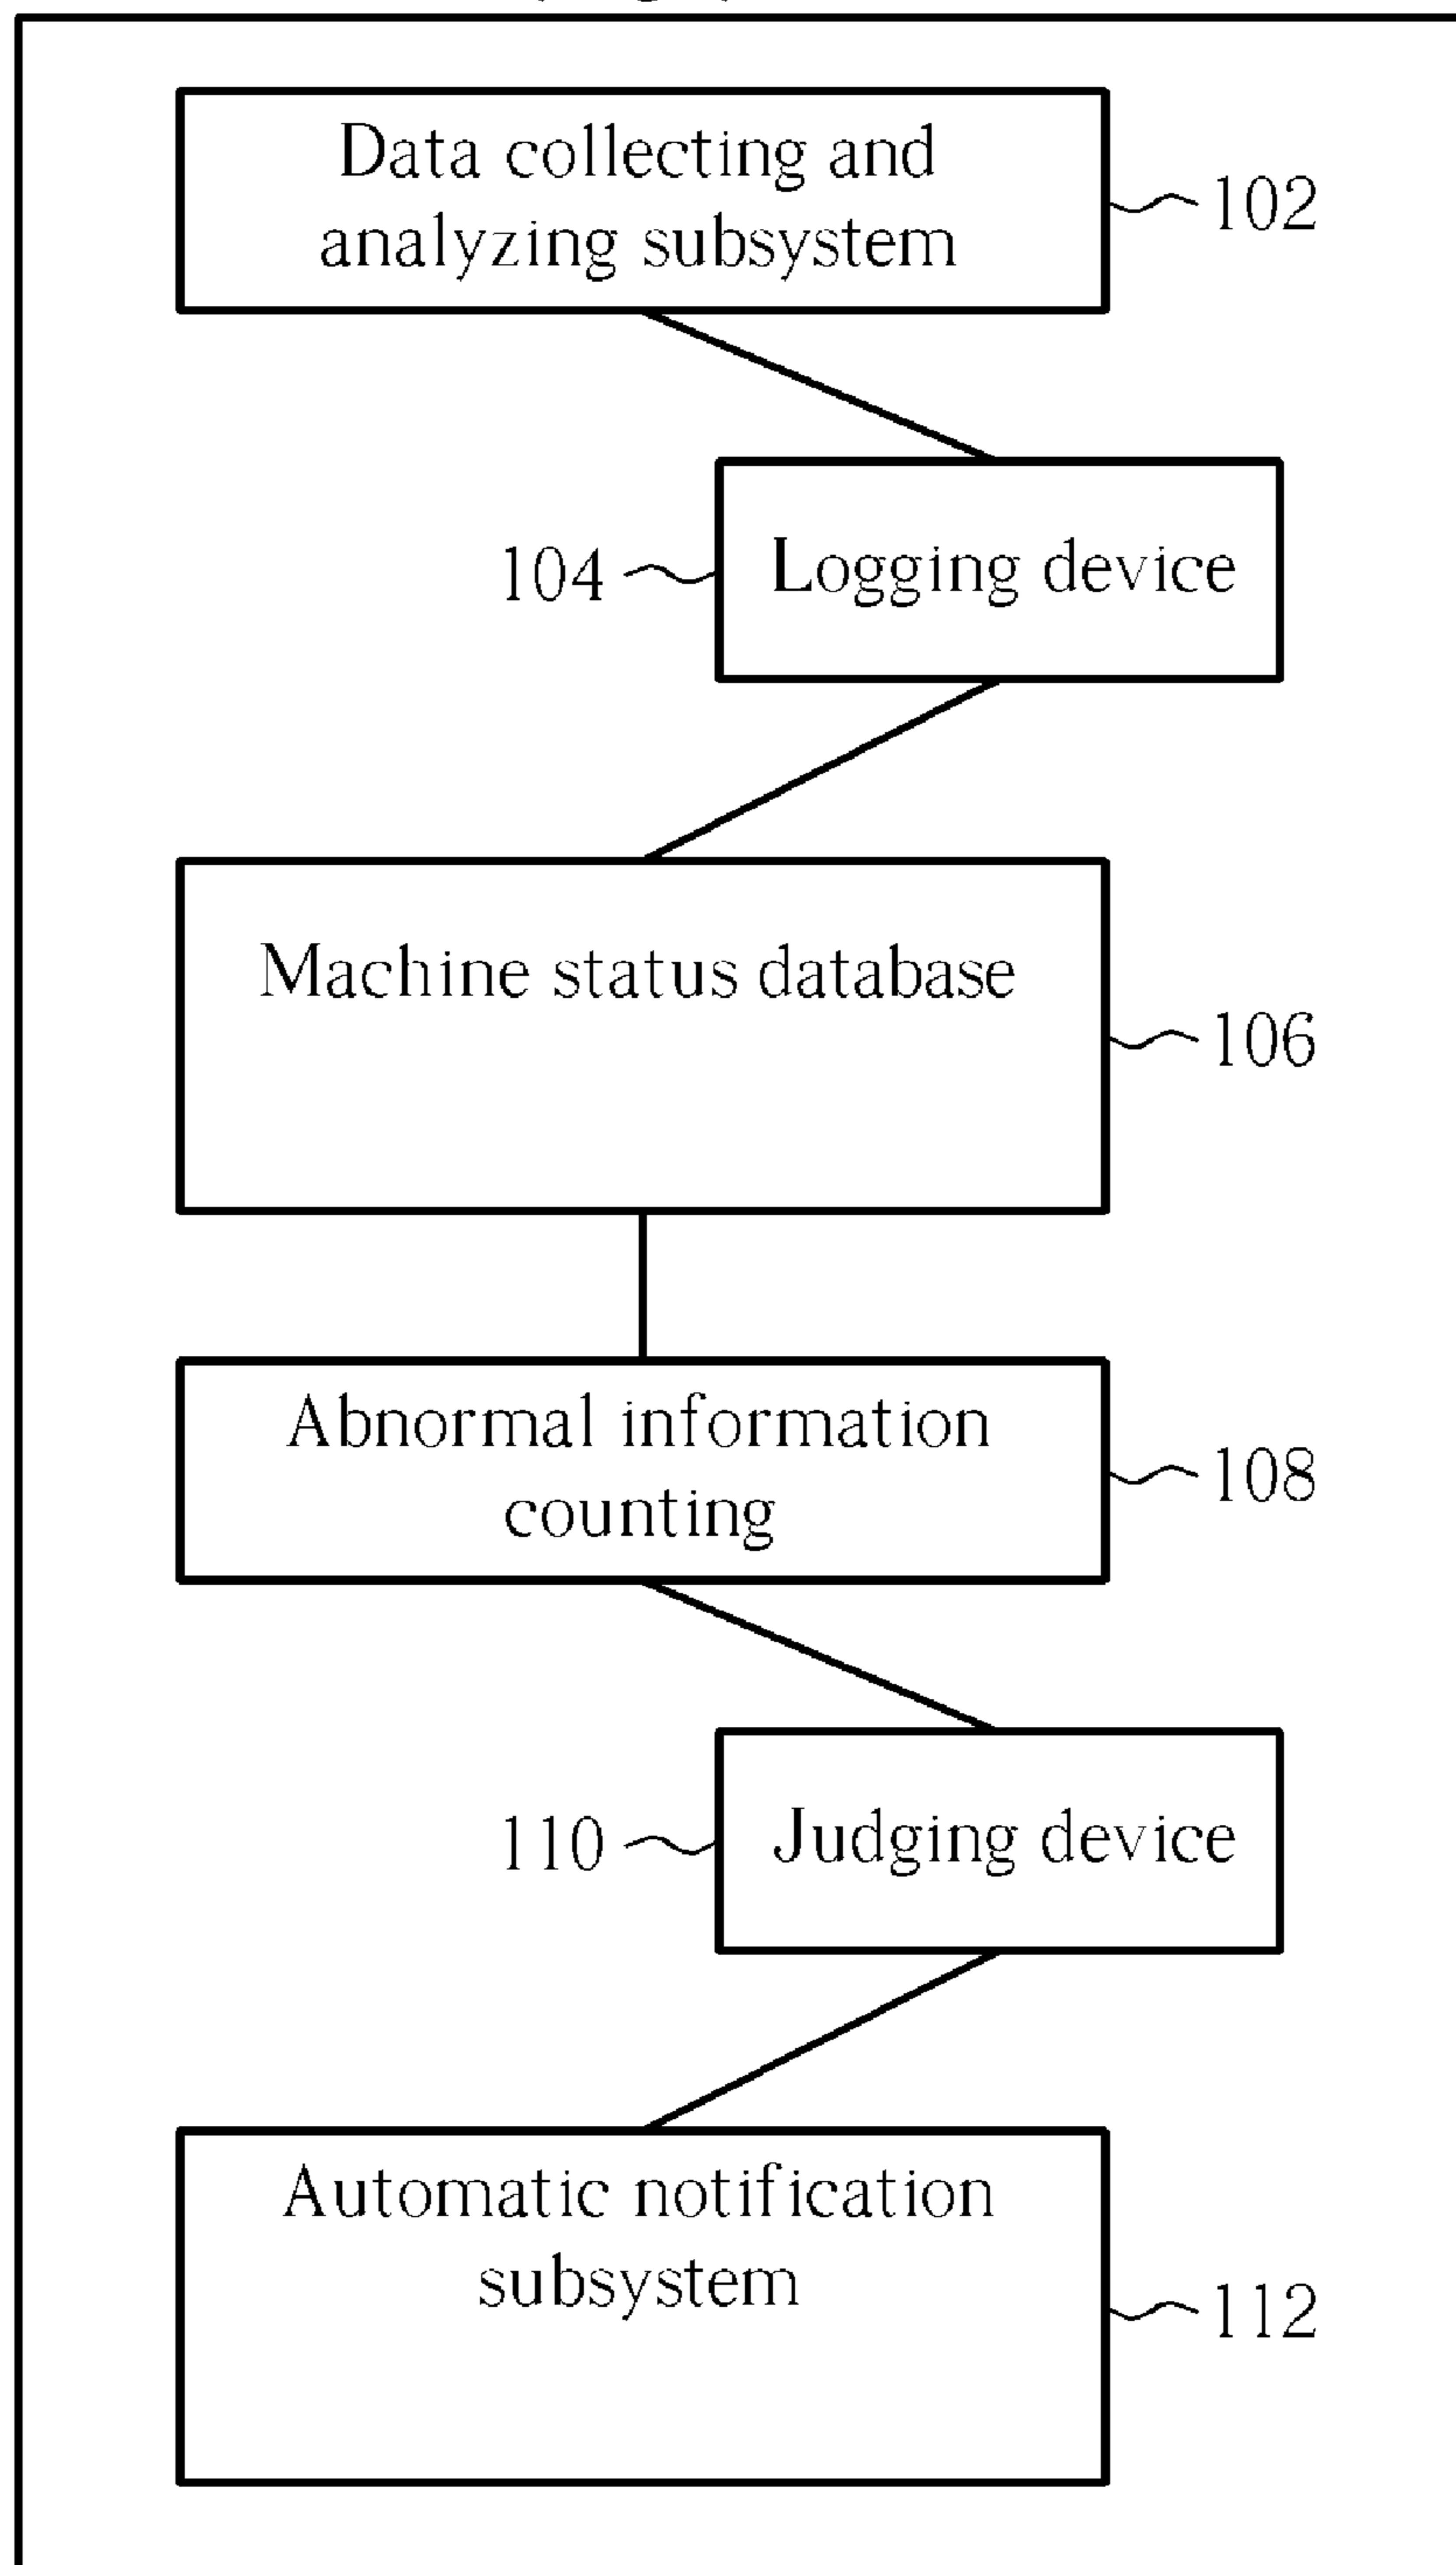 Data collecting and
analyzing subsystem
102
104
Logging device
Machine status database
106
Abnormal information
counting
108
110
Judging device
Automatic notification
subsystem
112